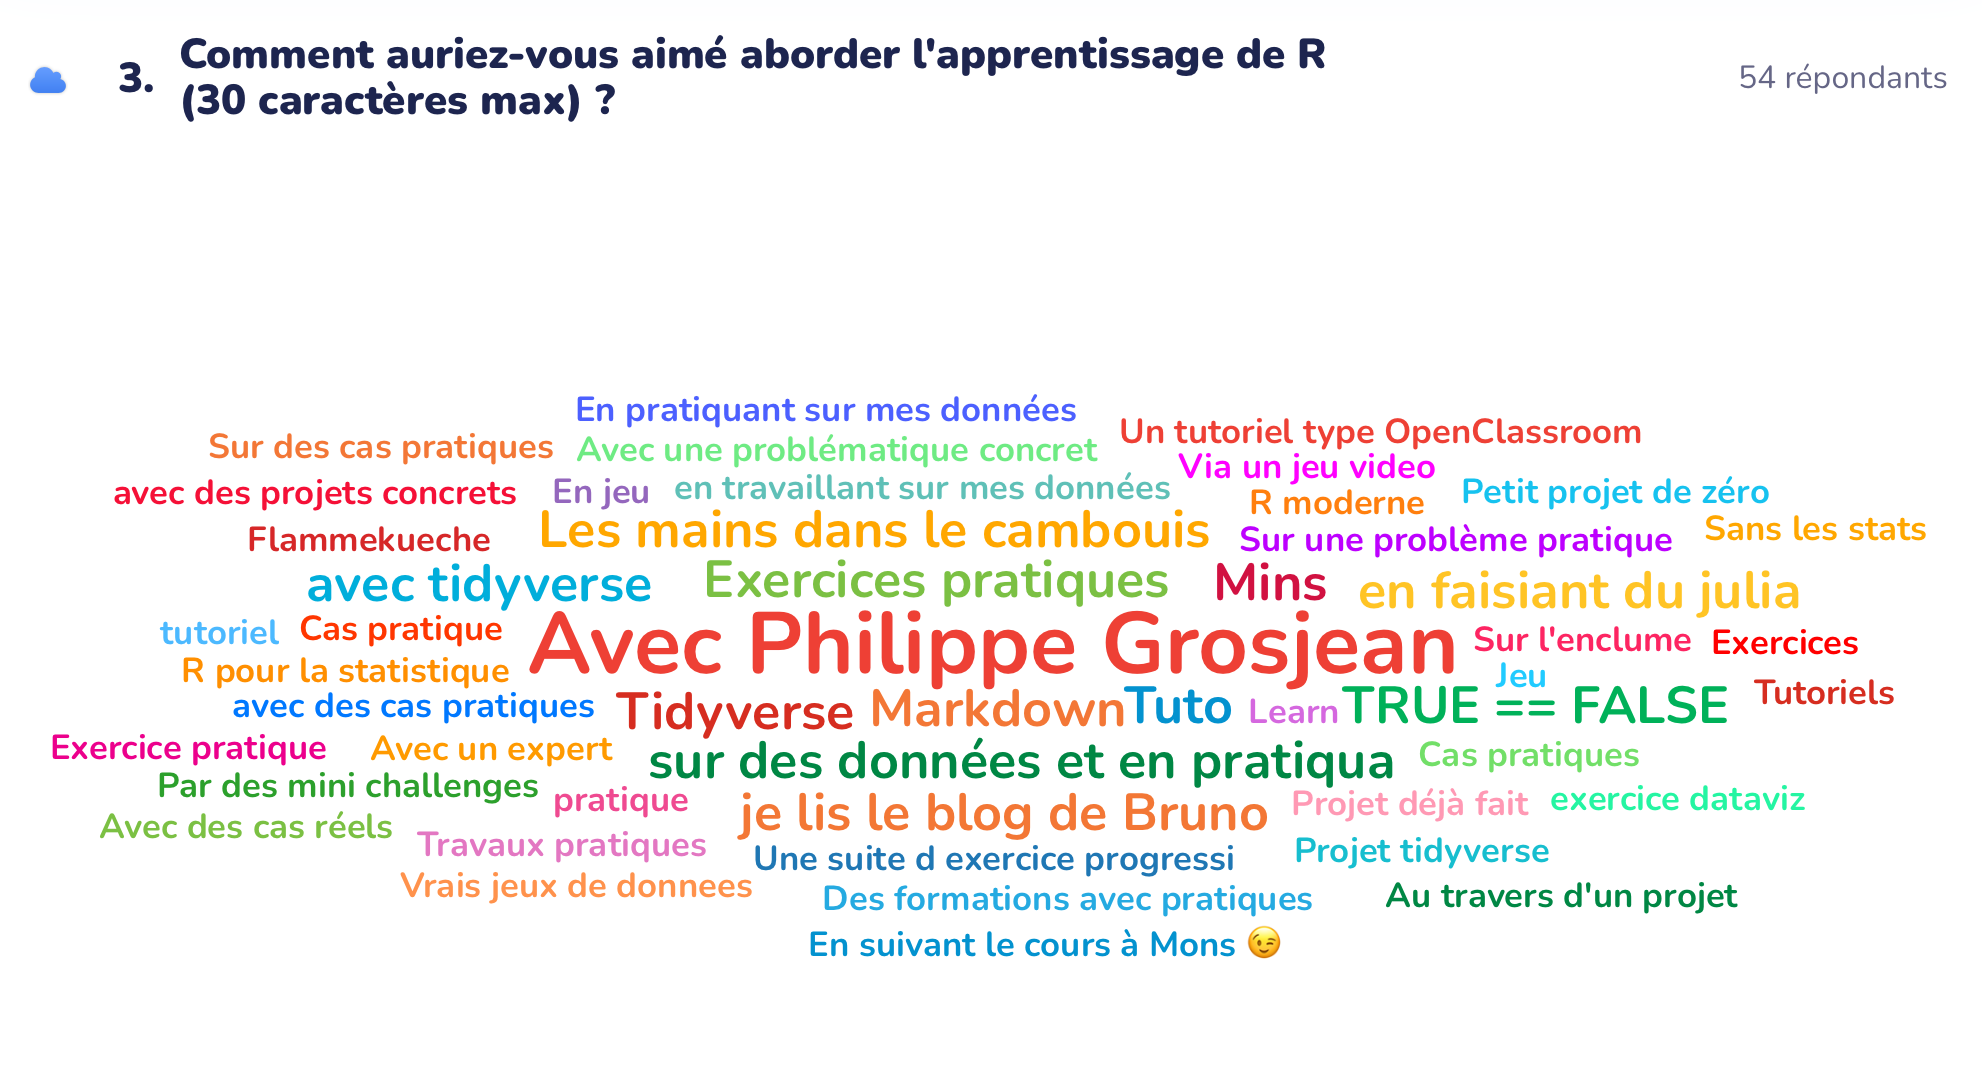 3. Comment auriez-vous aimé aborder l'apprentissage de R
(30 caractères max) ?
54 répondants
En pratiquant sur mes données
Un tutoriel type OpenClassroom
Sur des cas pratiques
Avec une problématique concret
Via un jeu video
avec des projets concrets
En jeu
en travaillant sur mes données
R moderne
Petit projet de zéro
Flammekueche
Les mains dans le cambouis
Sur une problème pratique
Sans les stats
avec tidyverse
Exercices pratiques
Mins
en faisiant du julia
tutoriel
Cas pratique
Avec Philippe Grosjean
Sur l'enclume
Exercices
R pour la statistique
Jeu
avec des cas pratiques
Tidyverse
Markdown
Tuto
Learn
TRUE == FALSE
Tutoriels
Exercice pratique
Avec un expert
sur des données et en pratiqua
Cas pratiques
Par des mini challenges
pratique
je lis le blog de Bruno
Projet déjà fait
exercice dataviz
Avec des cas réels
Travaux pratiques
Une suite d exercice progressi
Projet tidyverse
Vrais jeux de donnees
Des formations avec pratiques
Au travers d'un projet
En suivant le cours à Mons 😉